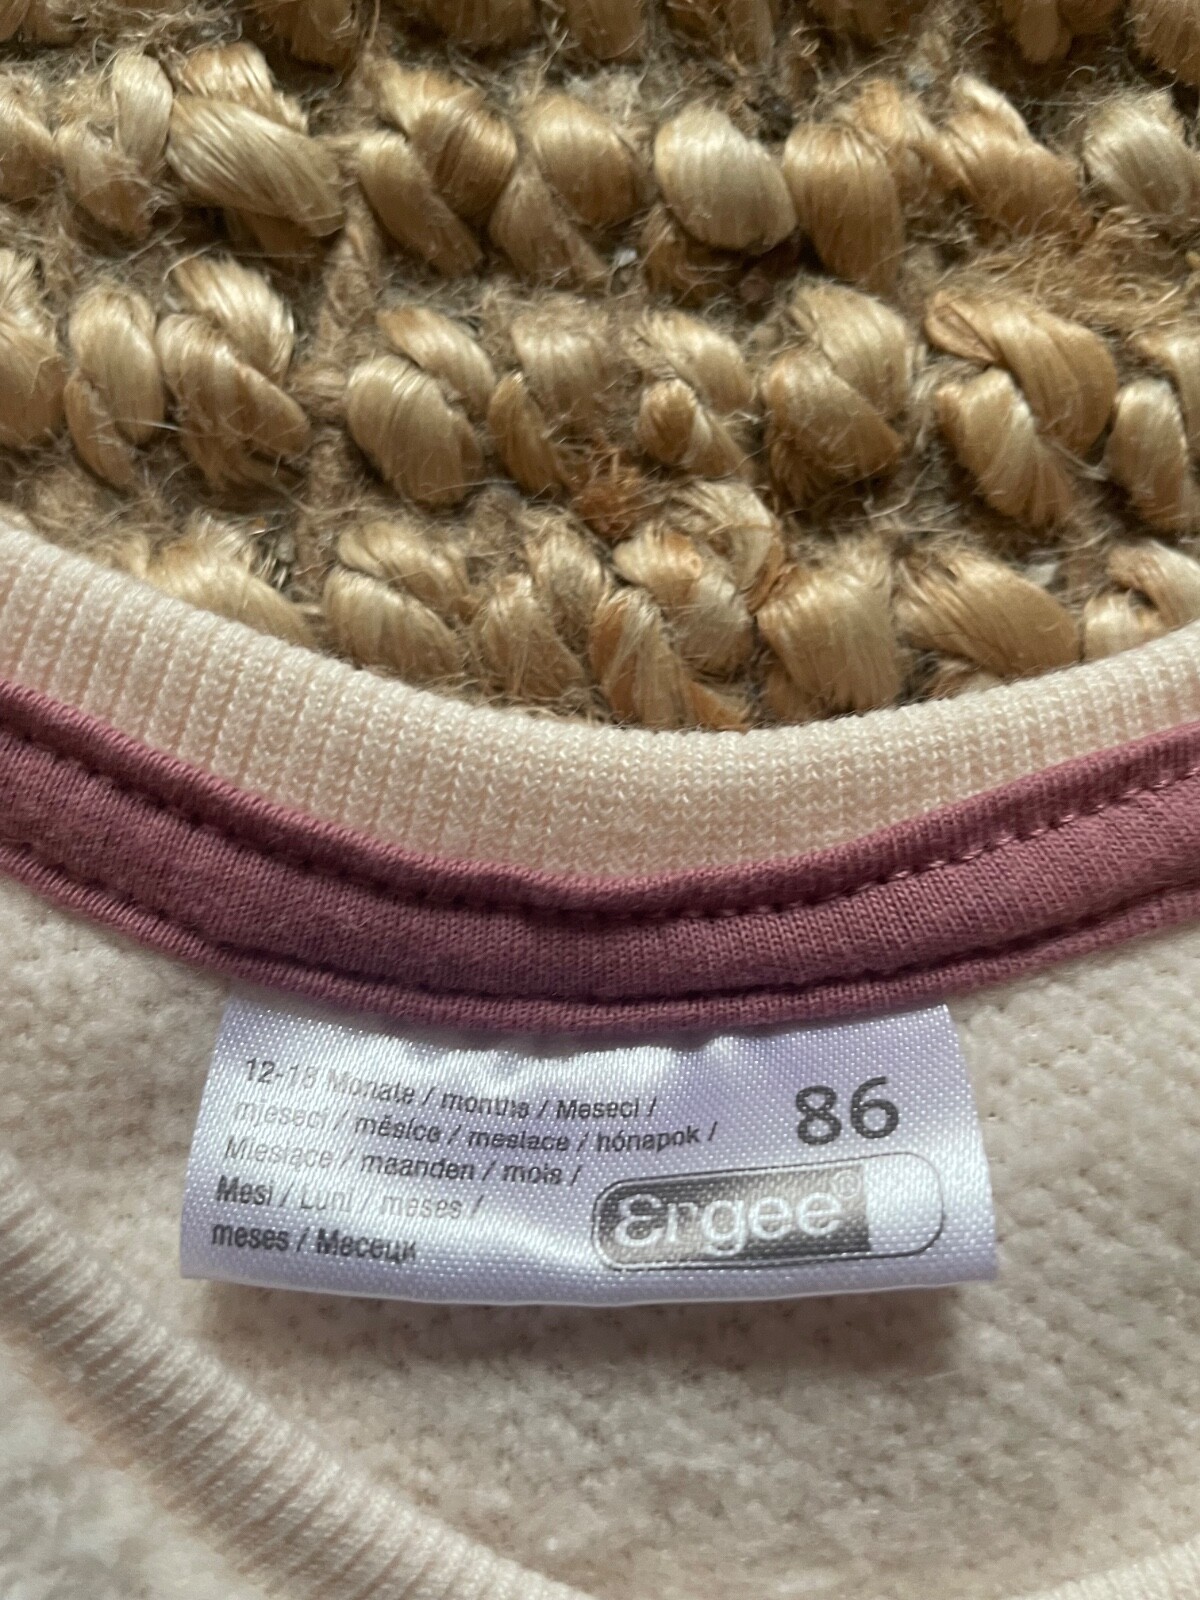 12-18 Monate / months / Meseci /
mjeseci / měsíce / mesiace / hónapok /
Miesiące / maanden / mois /
Mesi / Luni / meses /
meses / Месеци
86
Ergee®